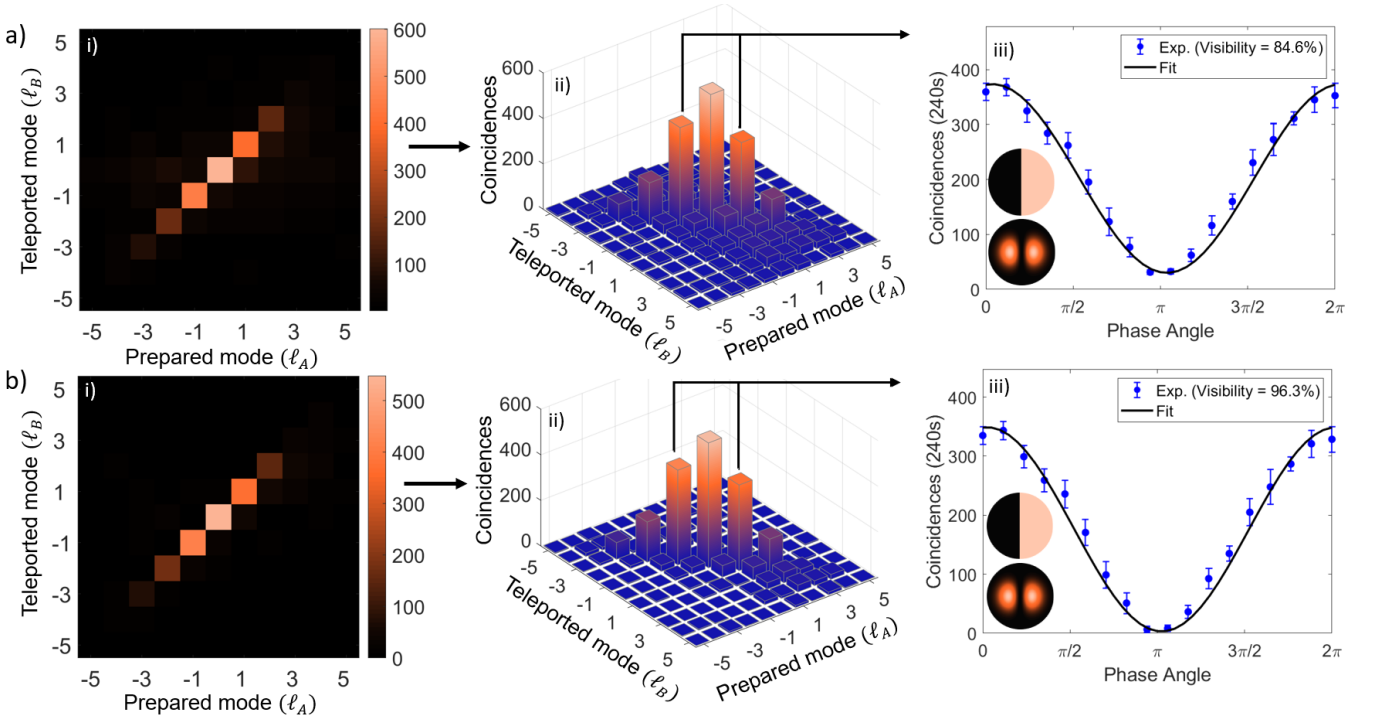 a)
i)
5
3
1
-1
-3
-5
Teleported mode (ℓB)
-5 -3 -1 1 3 5
Prepared mode (ℓA)
600
500
400
300
200
100
ii)
600
400
200
0
Coincidences
-5 -3 -1 1 3 5
Teleported mode (ℓB)
-5 -3 -1 1 3 5
Prepared mode (ℓA)
iii)
Exp. (Visibility = 84.6%)
Fit
400
300
200
100
0
Coincidences (240s)
0 π/2 π 3π/2 2π
Phase Angle
b)
i)
5
3
1
-1
-3
-5
Teleported mode (ℓB)
-5 -3 -1 1 3 5
Prepared mode (ℓA)
500
400
300
200
100
0
ii)
600
400
200
0
Coincidences
-5 -3 -1 1 3 5
Teleported mode (ℓB)
-5 -3 -1 1 3 5
Prepared mode (ℓA)
iii)
Exp. (Visibility = 96.3%)
Fit
400
300
200
100
0
Coincidences (240s)
0 π/2 π 3π/2 2π
Phase Angle